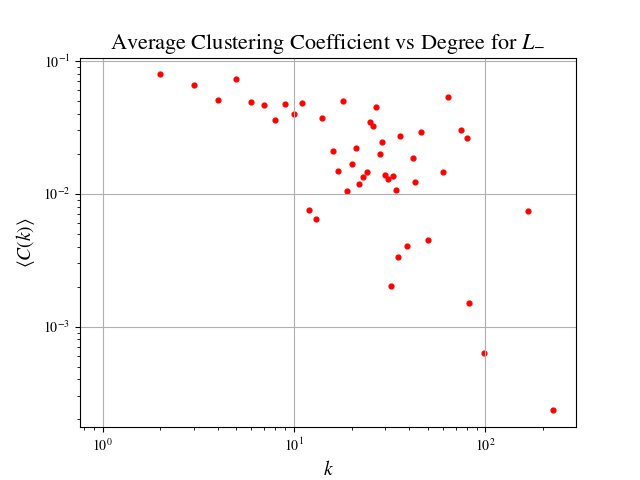 Average Clustering Coefficient vs Degree for L₋
⟨C(k)⟩
10⁻¹
10⁻²
10⁻³
10⁰ 10¹ 10²
k